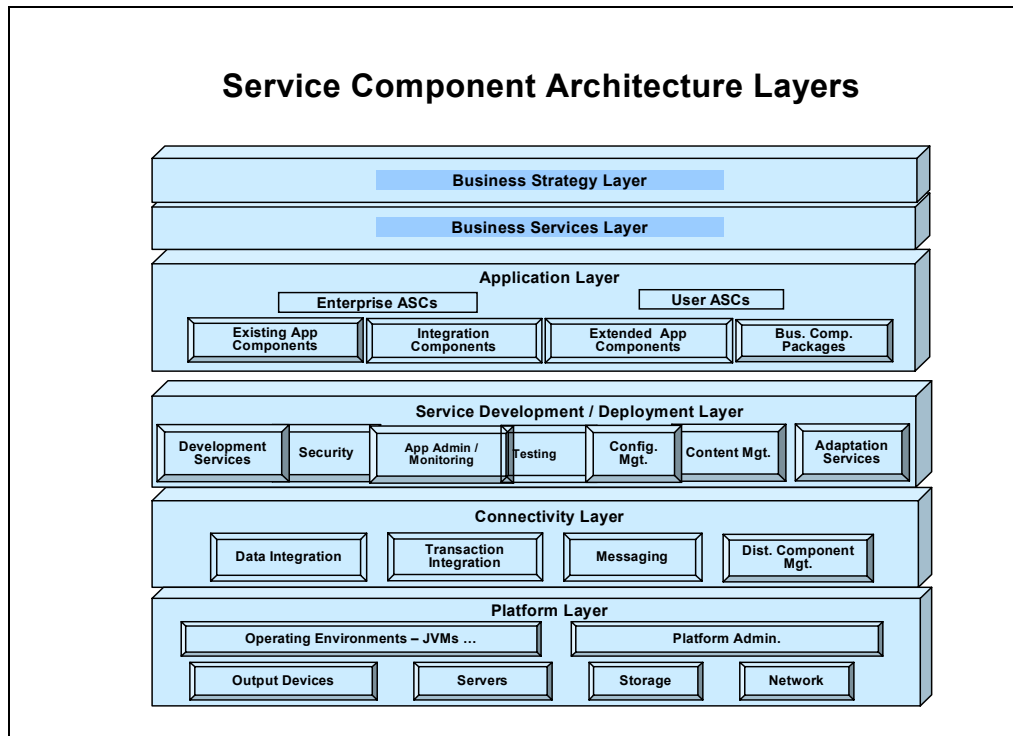 Service Component Architecture Layers
Business Strategy Layer
Business Services Layer
Application Layer
Enterprise ASCs
User ASCs
Existing App
Components
Integration
Components
Extended App
Components
Bus. Comp.
Packages
Service Development / Deployment Layer
Development
Services
Security
App Admin /
Monitoring
Testing
Config.
Mgt.
Content Mgt.
Adaptation
Services
Connectivity Layer
Data Integration
Transaction
Integration
Messaging
Dist. Component
Mgt.
Platform Layer
Operating Environments – JVMs …
Platform Admin.
Output Devices
Servers
Storage
Network